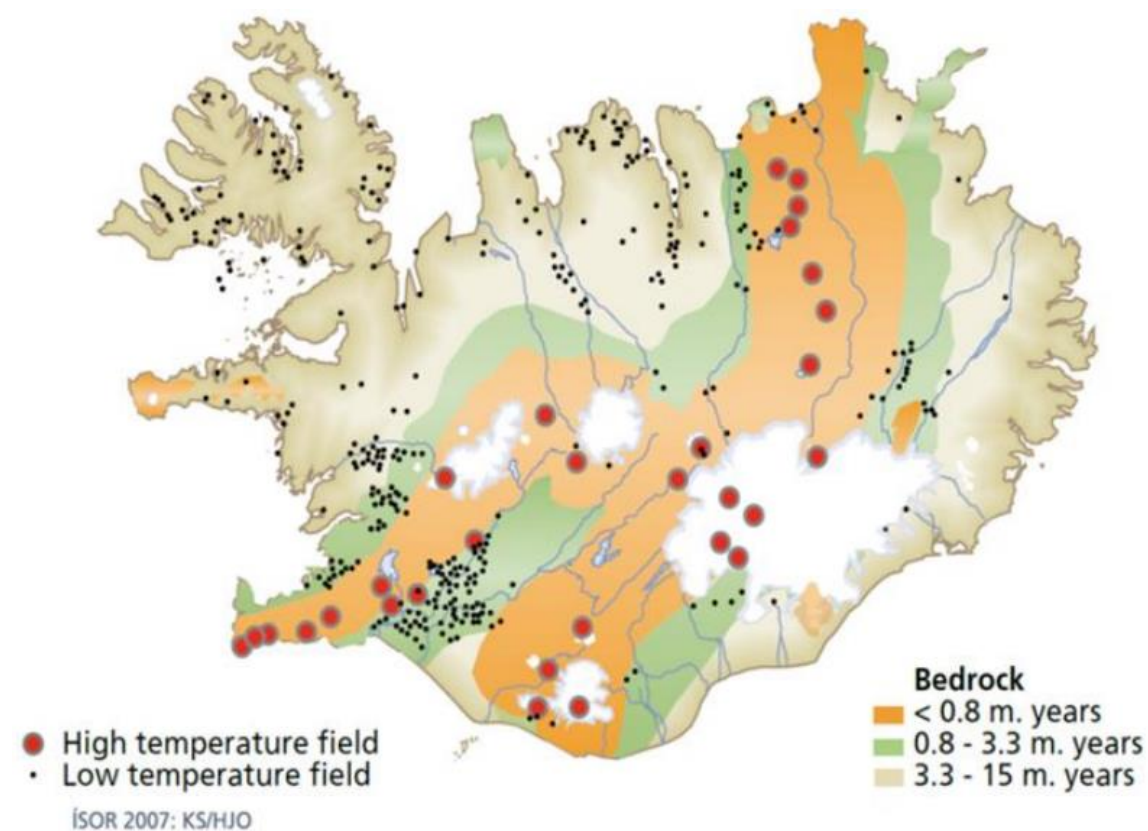 Bedrock
< 0.8 m. years
0.8 - 3.3 m. years
3.3 - 15 m. years
High temperature field
Low temperature field
ÍSOR 2007: KS/HJO